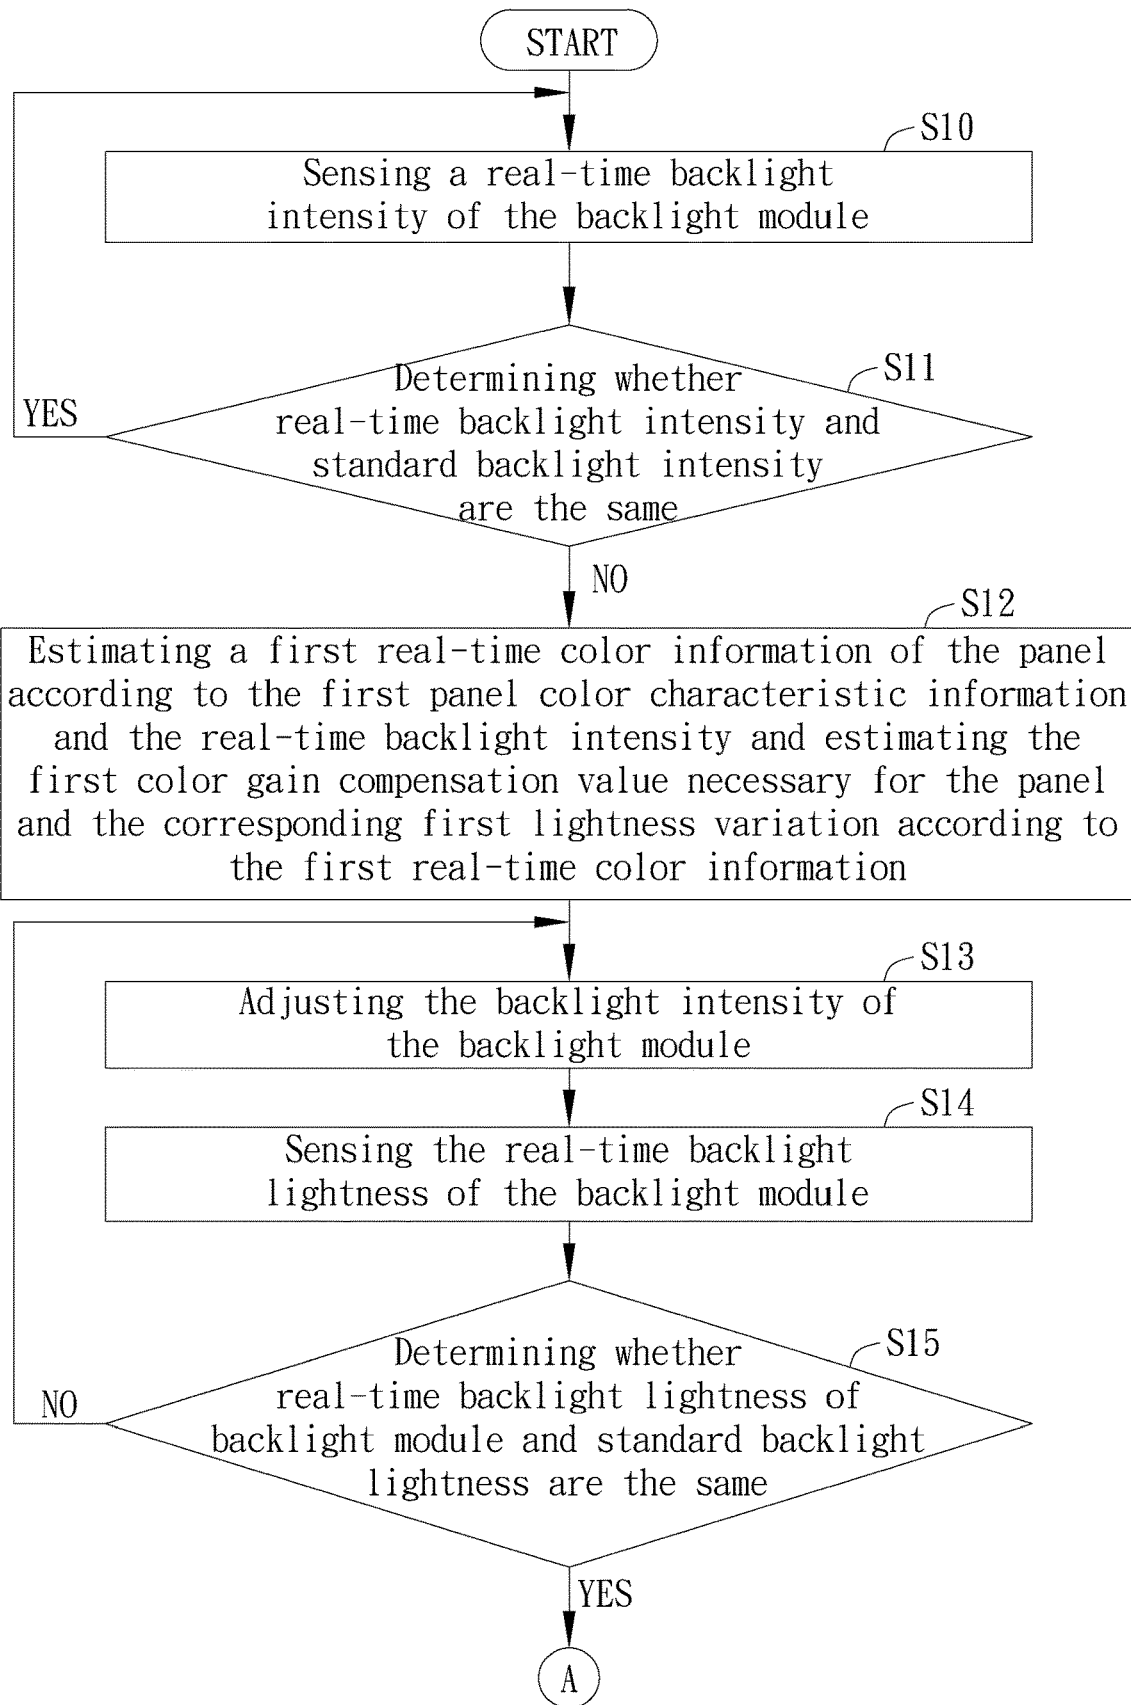 START
S10
Sensing a real-time backlight
intensity of the backlight module
S11
Determining whether
real-time backlight intensity and
standard backlight intensity
are the same
YES
NO
S12
Estimating a first real-time color information of the panel
according to the first panel color characteristic information
and the real-time backlight intensity and estimating the
first color gain compensation value necessary for the panel
and the corresponding first lightness variation according to
the first real-time color information
S13
Adjusting the backlight intensity of
the backlight module
S14
Sensing the real-time backlight
lightness of the backlight module
S15
Determining whether
real-time backlight lightness of
backlight module and standard backlight
lightness are the same
NO
YES
A